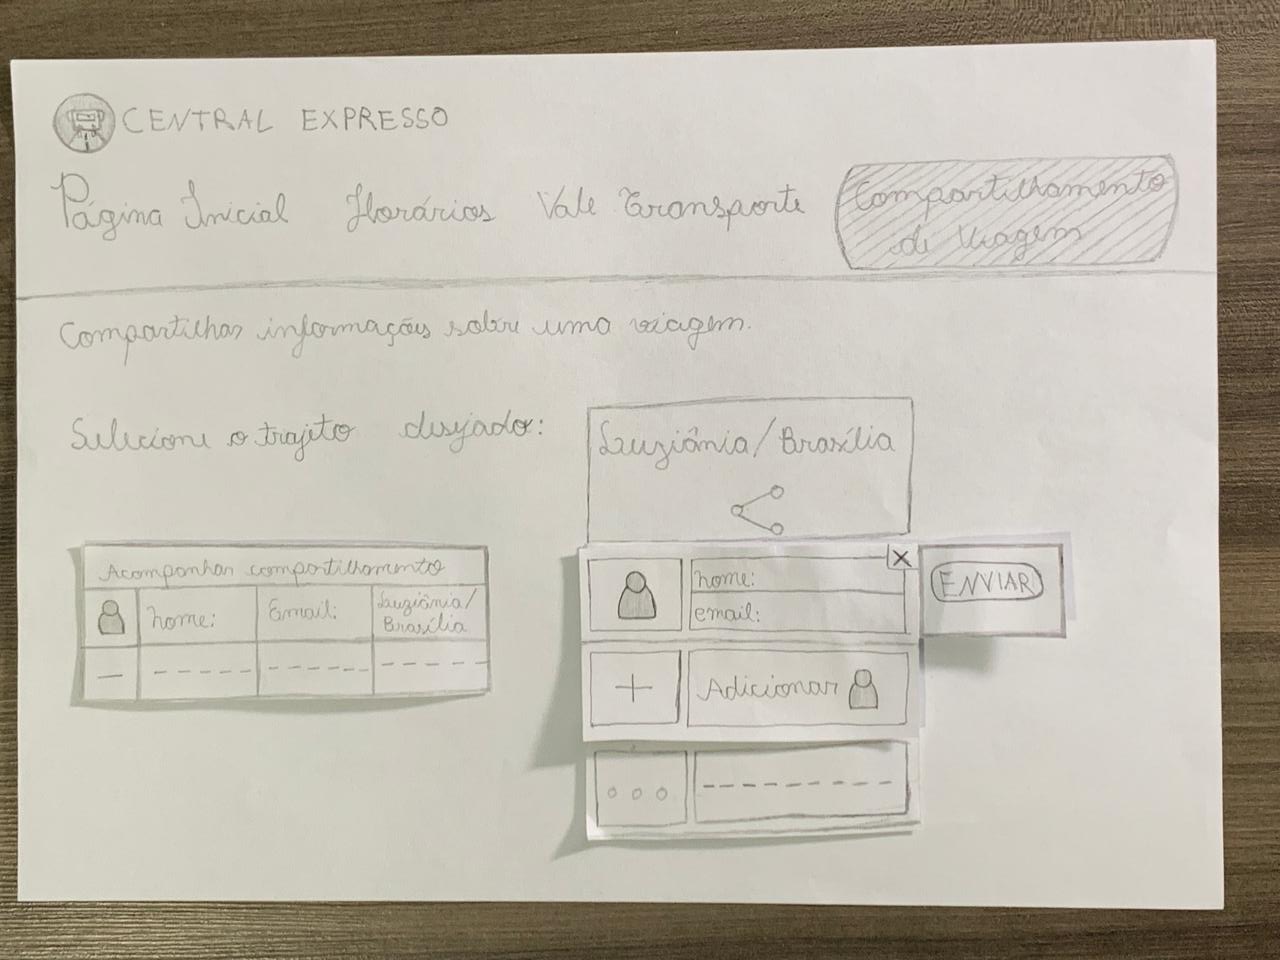 CENTRAL EXPRESSO
Página Inicial Horários Vale Transporte Compartilhamento
de Viagem
Compartilhar informações sobre uma viagem.
Selecione o trajeto desejado:
Luziânia/Brasília
Acompanhar compartilhamento
nome: Email: Luziânia/
Brasília
X
nome:
email:
ENVIAR
+ Adicionar